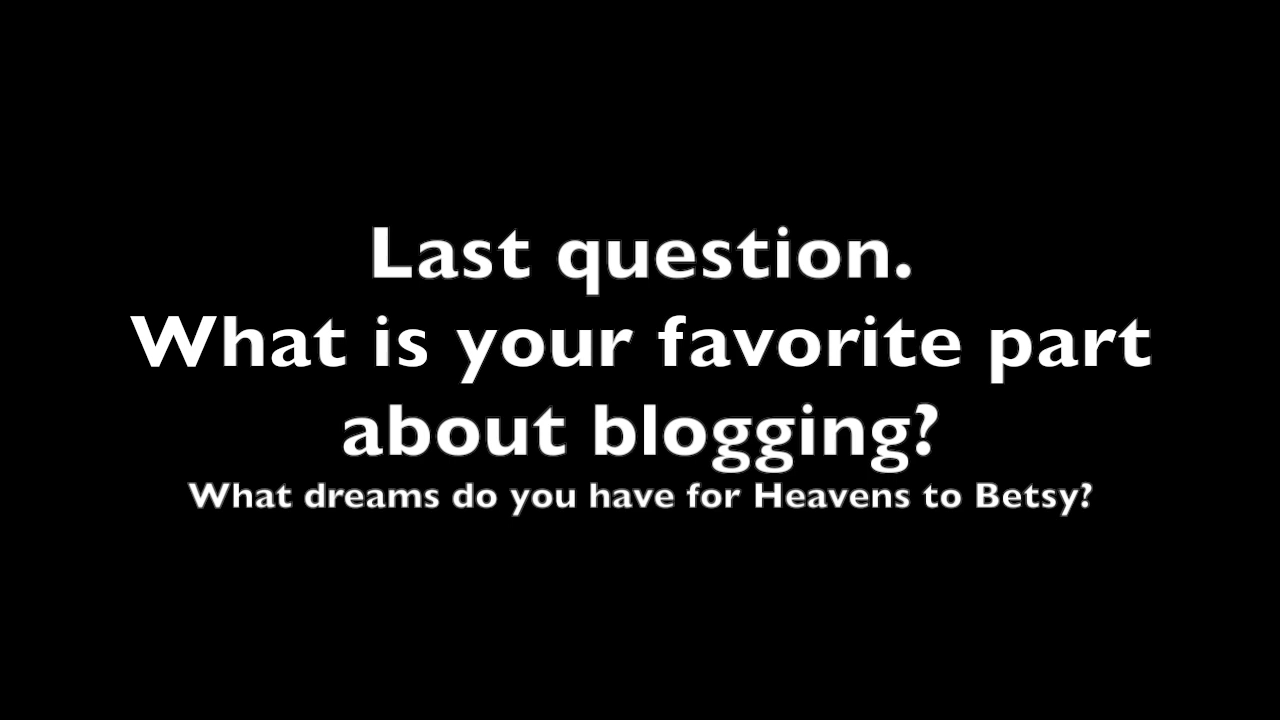 Last question.
What is your favorite part
about blogging?
What dreams do you have for Heavens to Betsy?